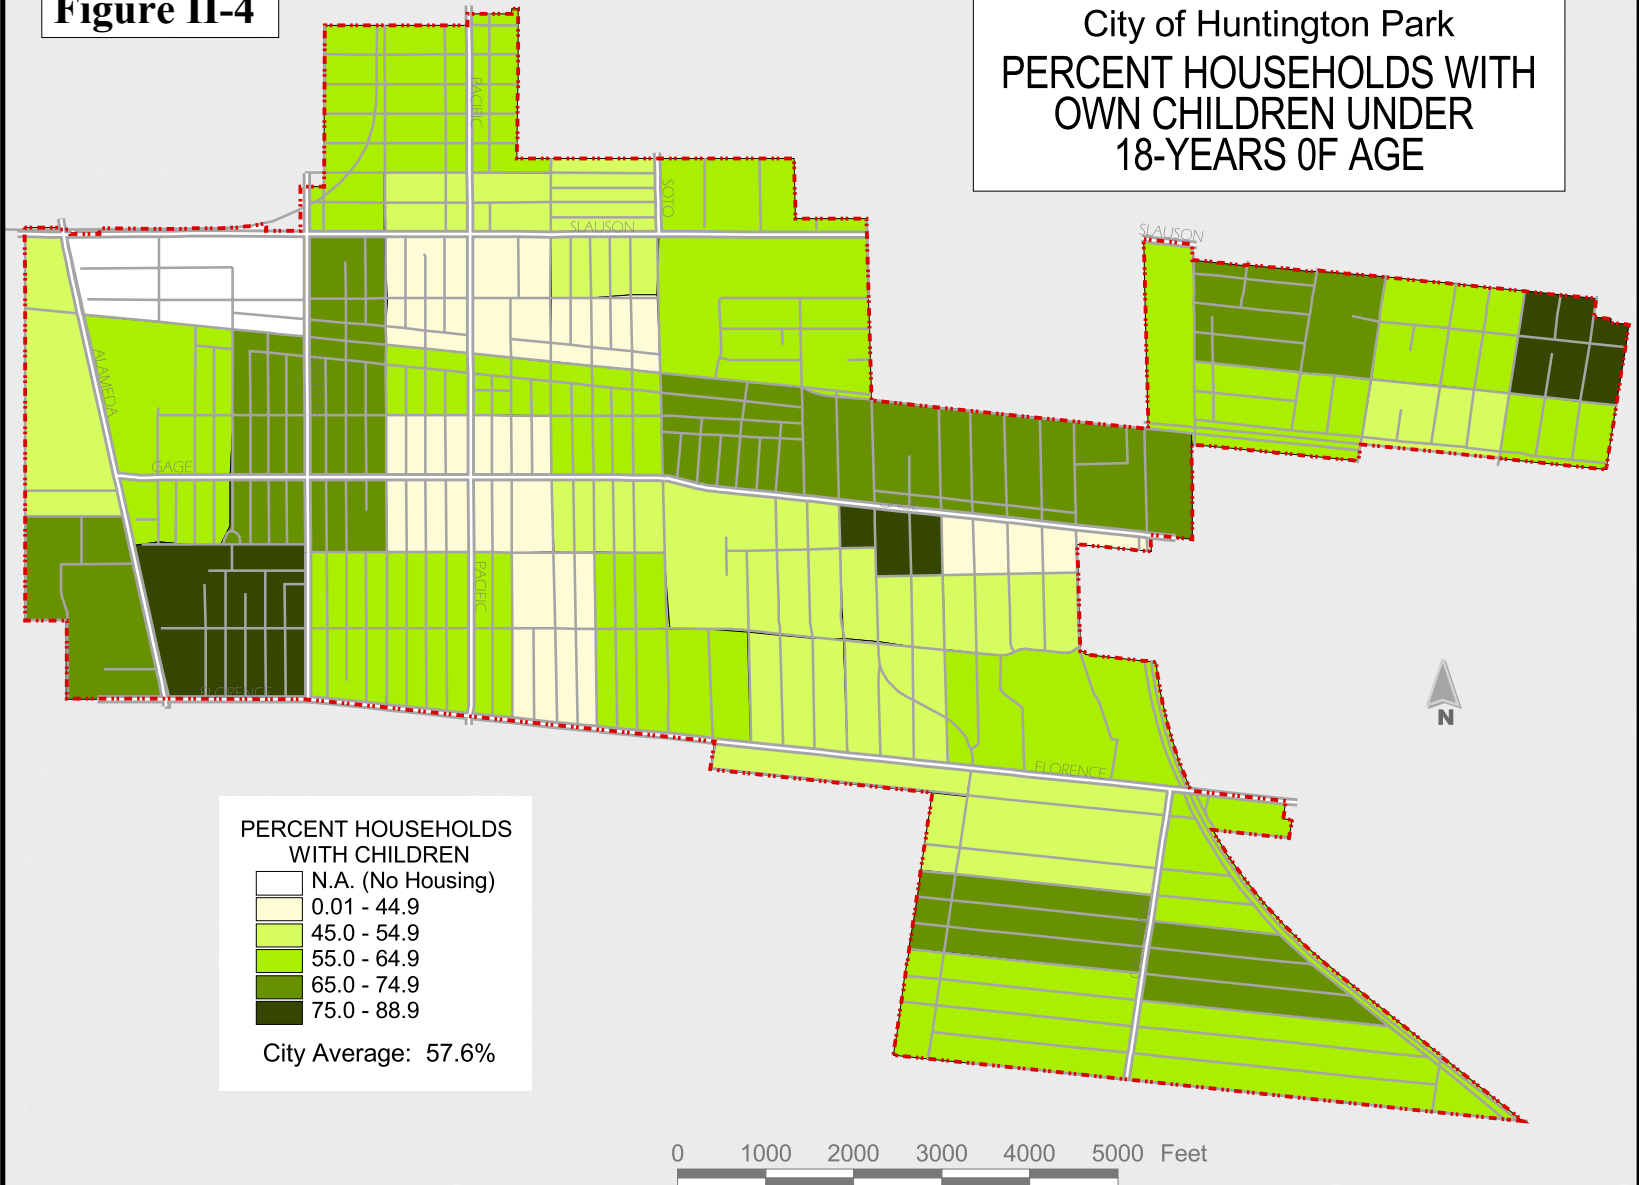 Figure II-4
City of Huntington Park
PERCENT HOUSEHOLDS WITH
OWN CHILDREN UNDER
18-YEARS 0F AGE
PACIFIC
SOTO
SLAUSON
SLAUSON
ALAMEDA
GAGE
GAGE
PACIFIC
FLORENCE
FLORENCE
N
PERCENT HOUSEHOLDS
WITH CHILDREN
N.A. (No Housing)
0.01 - 44.9
45.0 - 54.9
55.0 - 64.9
65.0 - 74.9
75.0 - 88.9
City Average: 57.6%
0 1000 2000 3000 4000 5000 Feet